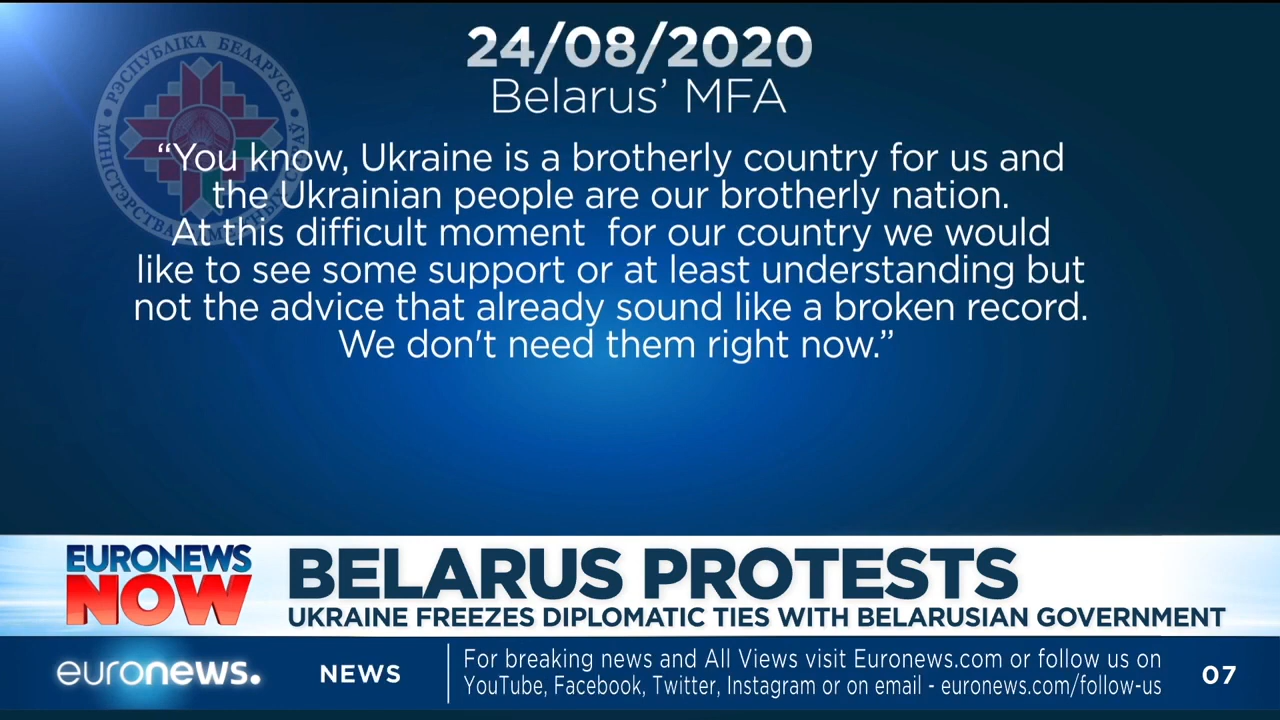 24/08/2020
Belarus’ MFA
РЭСПУБЛІКА БЕЛАРУСЬ
МІНІСТЭРСТВА
“You know, Ukraine is a brotherly country for us and
the Ukrainian people are our brotherly nation.
At this difficult moment  for our country we would
like to see some support or at least understanding but
not the advice that already sound like a broken record.
We don't need them right now.”
EURONEWS
NOW
BELARUS PROTESTS
UKRAINE FREEZES DIPLOMATIC TIES WITH BELARUSIAN GOVERNMENT
euronews.
NEWS
For breaking news and All Views visit Euronews.com or follow us on
YouTube, Facebook, Twitter, Instagram or on email - euronews.com/follow-us
07